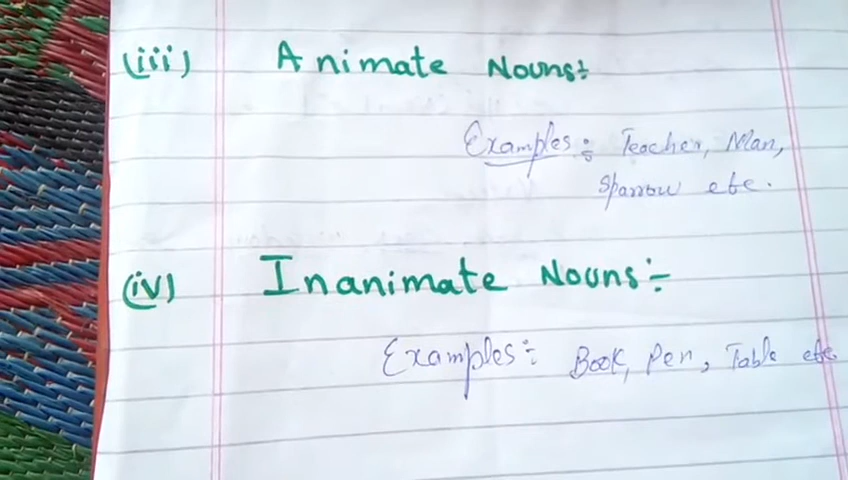 (iii) Animate Nouns:-
Examples :- Teacher, Man,
Sparrow etc.
(iv) Inanimate Nouns:-
Examples:- Book, Pen, Table etc